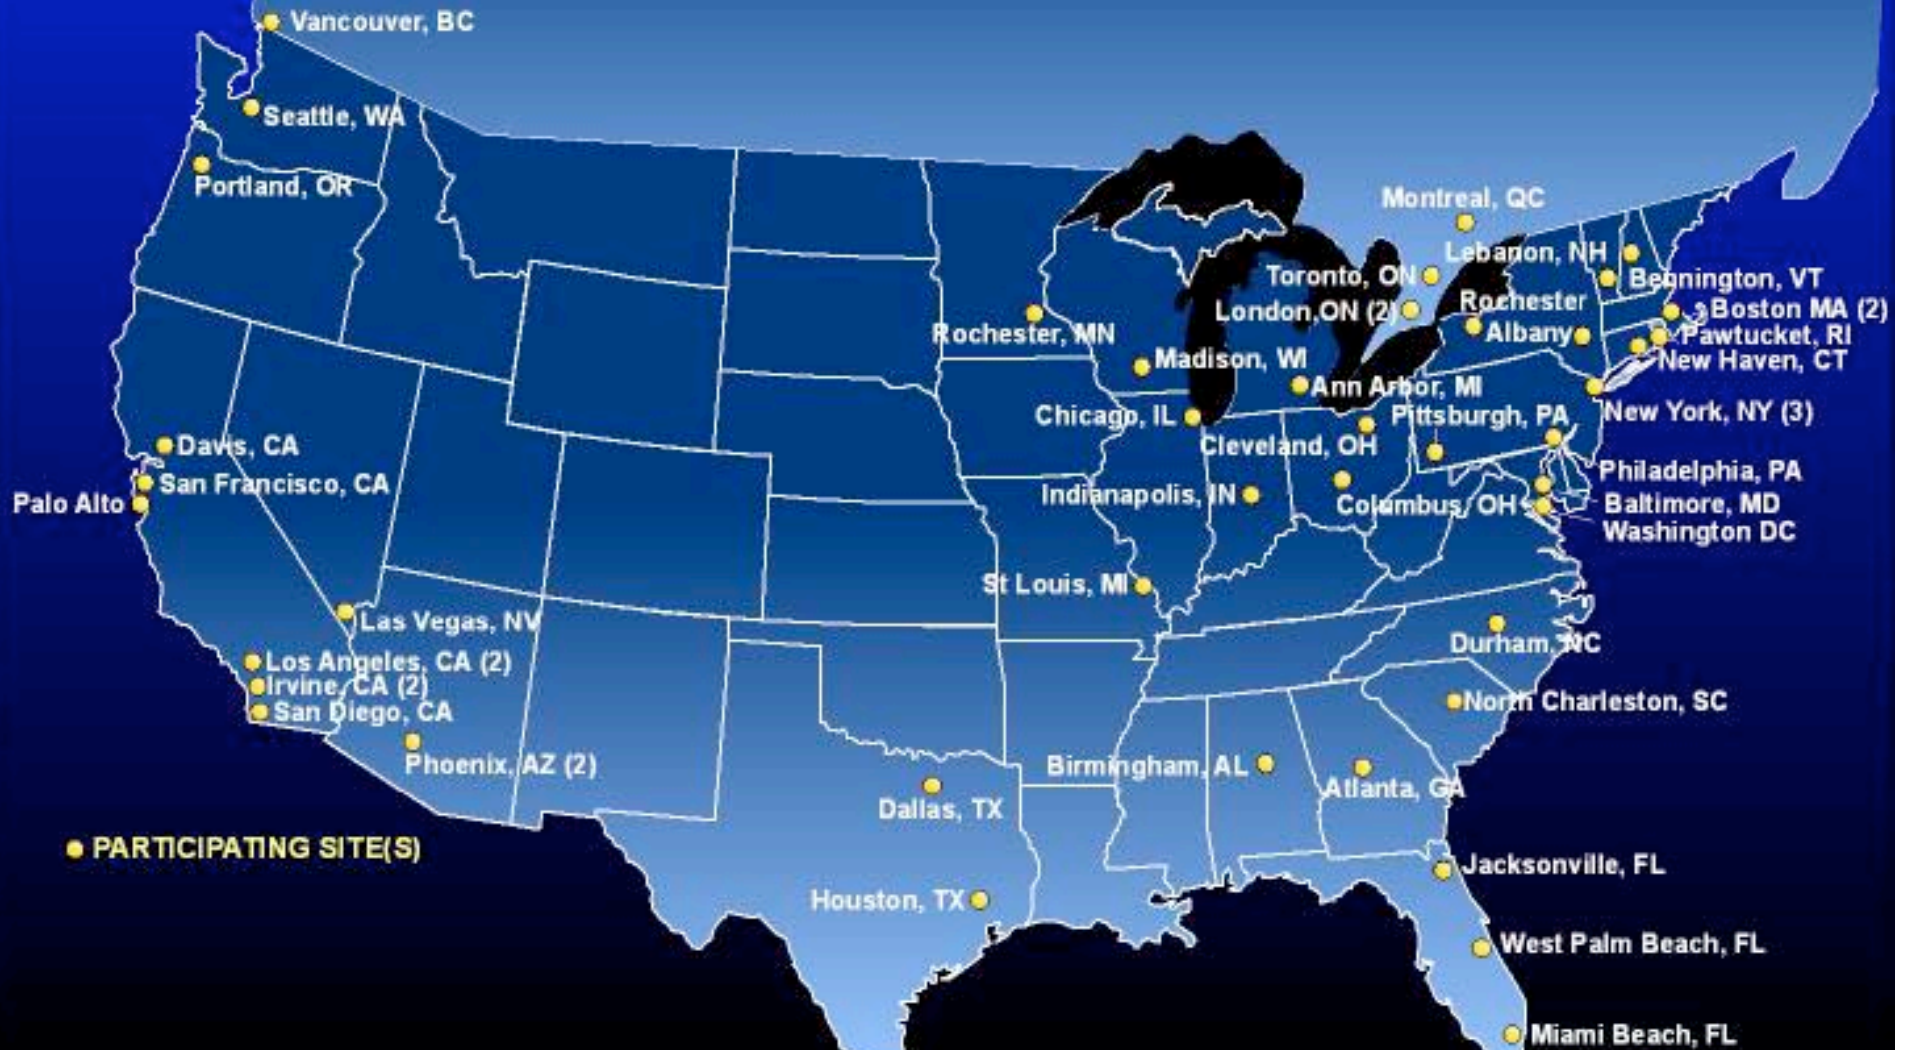 Vancouver, BC
Seattle, WA
Portland, OR
Montreal, QC
Lebanon, NH
Toronto, ON
Bennington, VT
London,ON (2)
Rochester
Boston MA (2)
Rochester, MN
Albany
Pawtucket, RI
Madison, WI
New Haven, CT
Ann Arbor, MI
Chicago, IL
Pittsburgh, PA
New York, NY (3)
Davis, CA
Cleveland, OH
San Francisco, CA
Philadelphia, PA
Palo Alto
Indianapolis, IN
Columbus, OH
Baltimore, MD
Washington DC
St Louis, MI
Las Vegas, NV
Durham, NC
Los Angeles, CA (2)
Irvine, CA (2)
San Diego, CA
North Charleston, SC
Phoenix, AZ (2)
Birmingham, AL
Atlanta, GA
Dallas, TX
PARTICIPATING SITE(S)
Jacksonville, FL
Houston, TX
West Palm Beach, FL
Miami Beach, FL